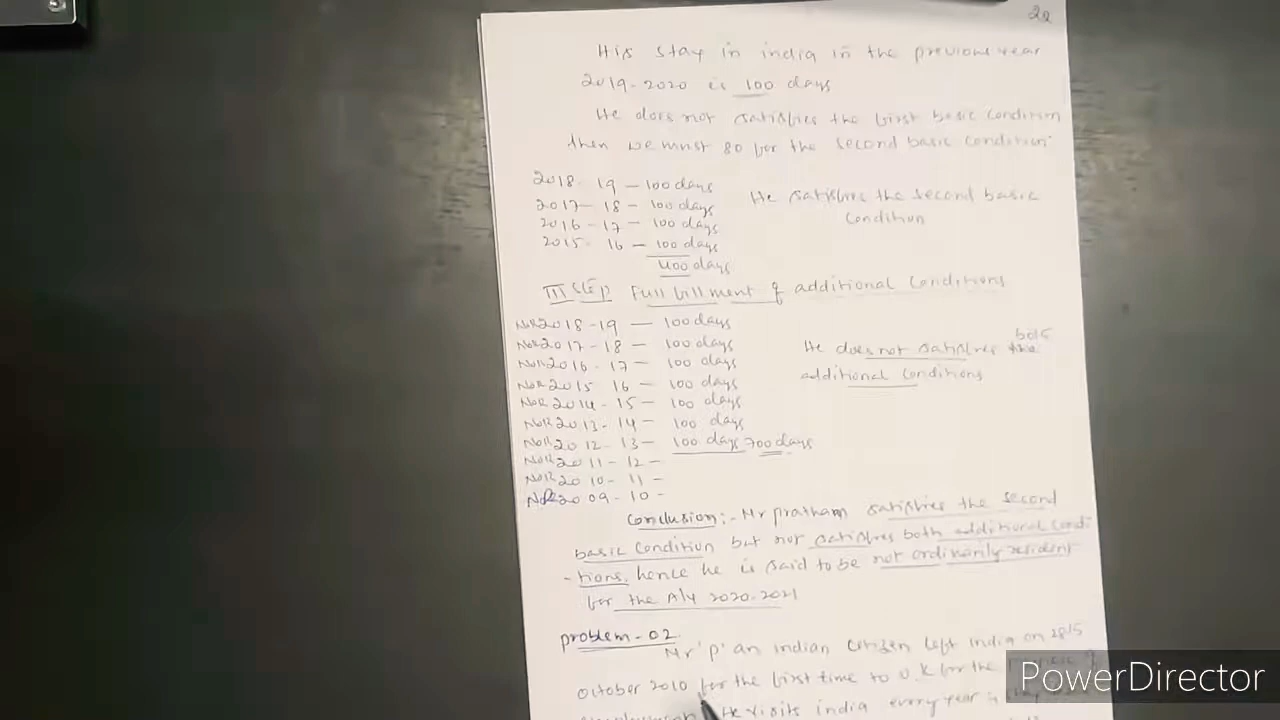 22
His stay in india in the previous year
2019-2020 is 100 days
He does not satisfies the first basic condition
then we must go for the second basic condition
2018-19 — 100 days
2017-18 — 100 days
2016-17 — 100 days
2015-16 — 100 days
400 days
He satisfies the second basic
condition
III step Full fillment of additional conditions
NOR 2018-19 — 100 days
NOR 2017-18 — 100 days
NOR 2016-17 — 100 days
NOR 2015 16 — 100 days
NOR 2014-15 — 100 days
NOR 2013-14 — 100 days
NOR 2012-13 — 100 days 700 days
NOR 2011-12 —
NOR 2010-11 —
NOR 2009-10 -
He does not satisfies both
additional conditions
Conclusion:- Mr pratham satisfies the second
basic condition but not satisfies both additional condi
-tions, hence he is said to be not ordinarily resident
for the A/Y 2020-2021
problem-02
Mr 'p' an indian citizen left india on
October 2010 for the first time to U.K for the
He visits india every year
PowerDirector